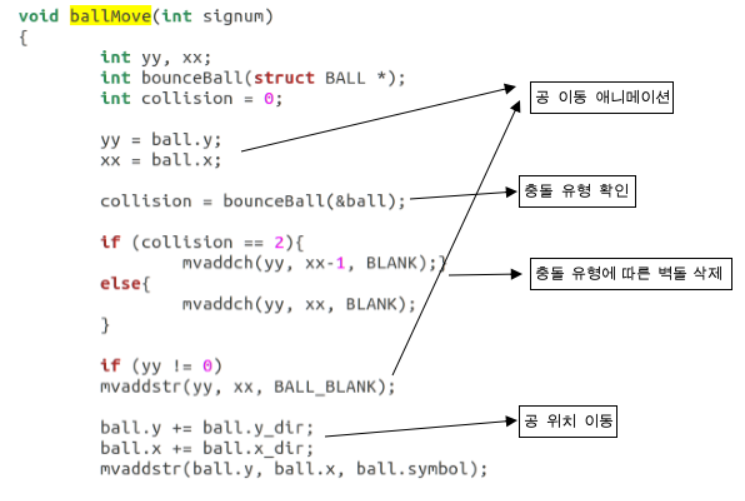 void ballMove(int signum)
{
int yy, xx;
int bounceBall(struct BALL *);
int collision = 0;
yy = ball.y;
xx = ball.x;
collision = bounceBall(&ball);
if (collision == 2){
mvaddch(yy, xx-1, BLANK);}
else{
mvaddch(yy, xx, BLANK);
}
if (yy != 0)
mvaddstr(yy, xx, BALL_BLANK);
ball.y += ball.y_dir;
ball.x += ball.x_dir;
mvaddstr(ball.y, ball.x, ball.symbol);
공 이동 애니메이션
충돌 유형 확인
충돌 유형에 따른 벽돌 삭제
공 위치 이동